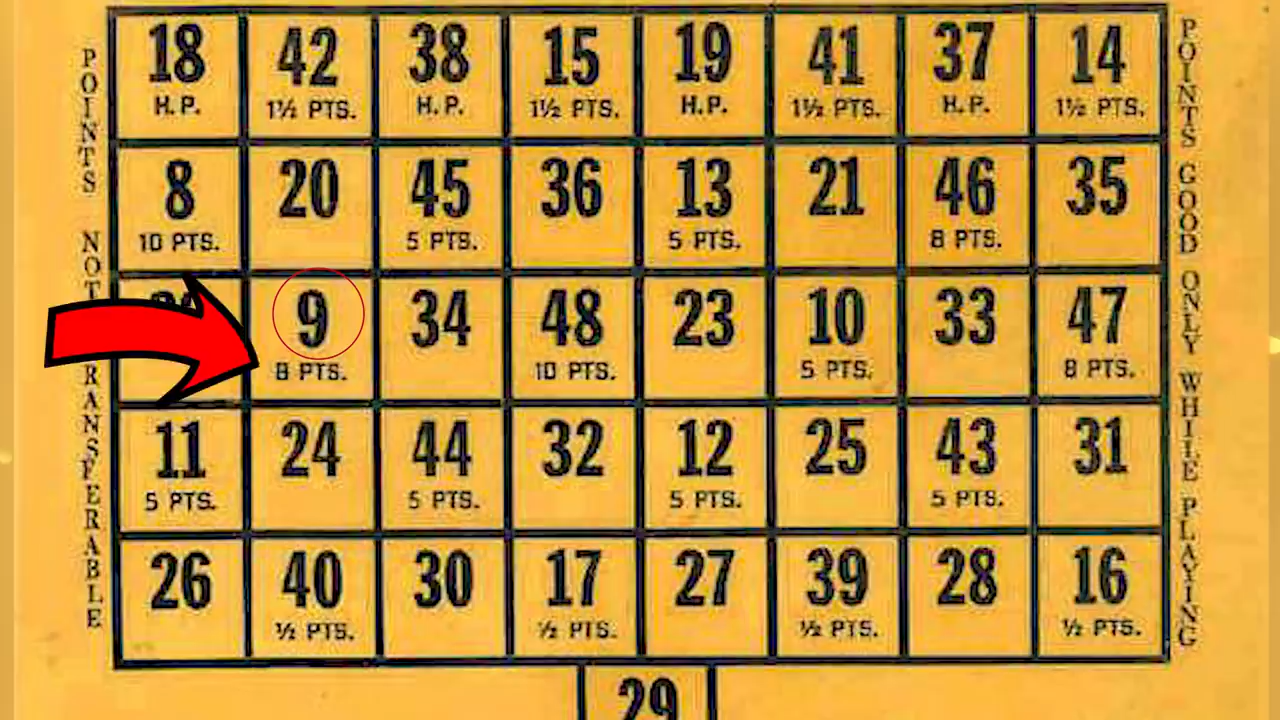 18 42 38 15 19 41 37 14
H.P. 1½ PTS. H.P. 1½ PTS. H.P. 1½ PTS. H.P. 1½ PTS.
8 20 45 36 13 21 46 35
10 PTS. 5 PTS. 5 PTS. 8 PTS.
9 34 48 23 10 33 47
8 PTS. 10 PTS. 5 PTS. 8 PTS.
11 24 44 32 12 25 43 31
5 PTS. 5 PTS. 5 PTS. 5 PTS.
26 40 30 17 27 39 28 16
½ PTS. ½ PTS. ½ PTS. ½ PTS.
29
POINTS NOT TRANSFERABLE
POINTS GOOD ONLY WHILE PLAYING